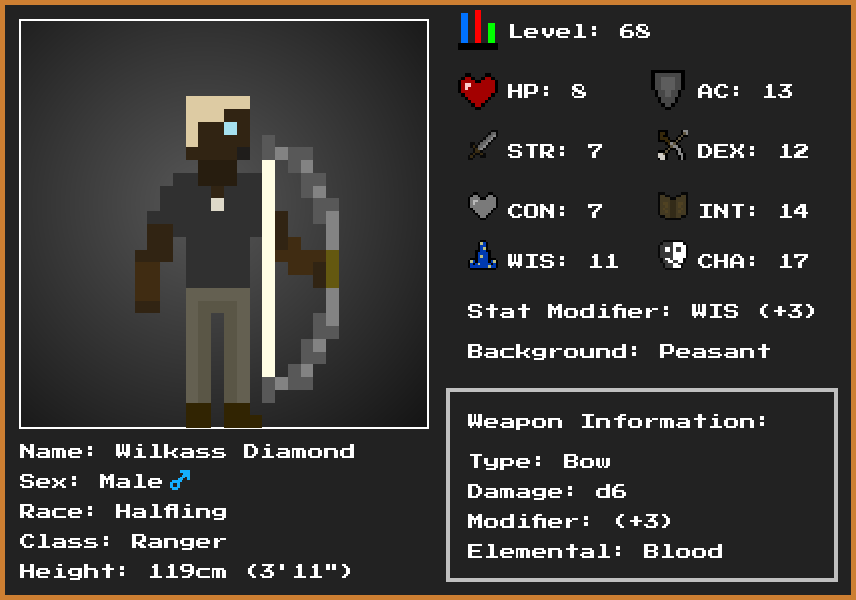 Level: 68
HP: 8
AC: 13
STR: 7
DEX: 12
CON: 7
INT: 14
WIS: 11
CHA: 17
Stat Modifier: WIS (+3)
Background: Peasant
Weapon Information:
Type: Bow
Damage: d6
Modifier: (+3)
Elemental: Blood
Name: Wilkass Diamond
Sex: Male ♂
Race: Halfling
Class: Ranger
Height: 119cm (3'11")